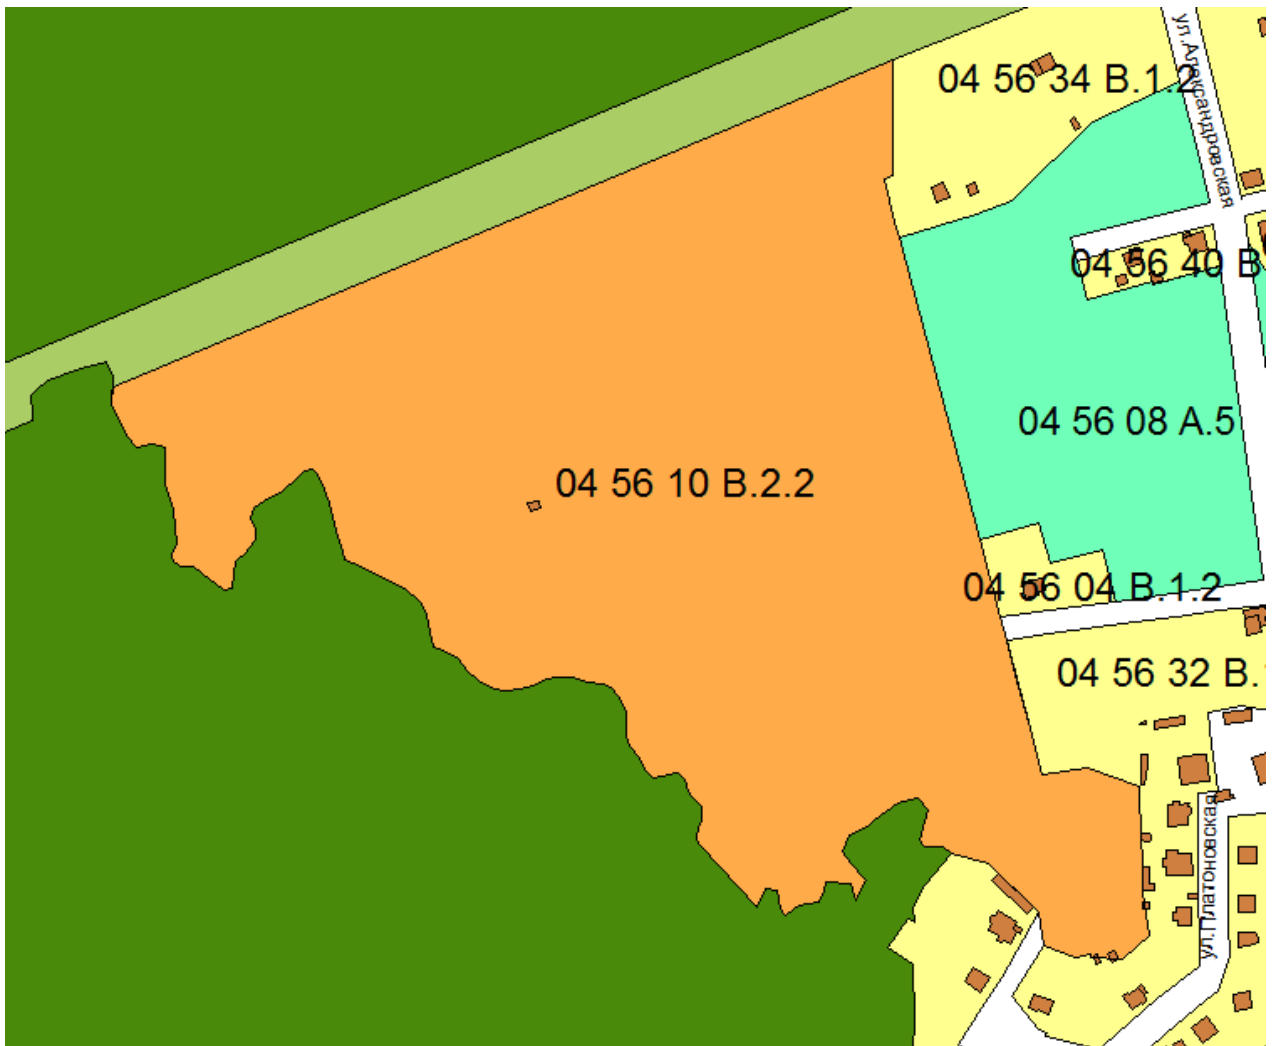 ул.Александровская
04 56 34 В.1.2
04 56 40 В
04 56 08 А.5
04 56 10 В.2.2
04 56 04 В.1.2
04 56 32 В.
ул.Платоновская